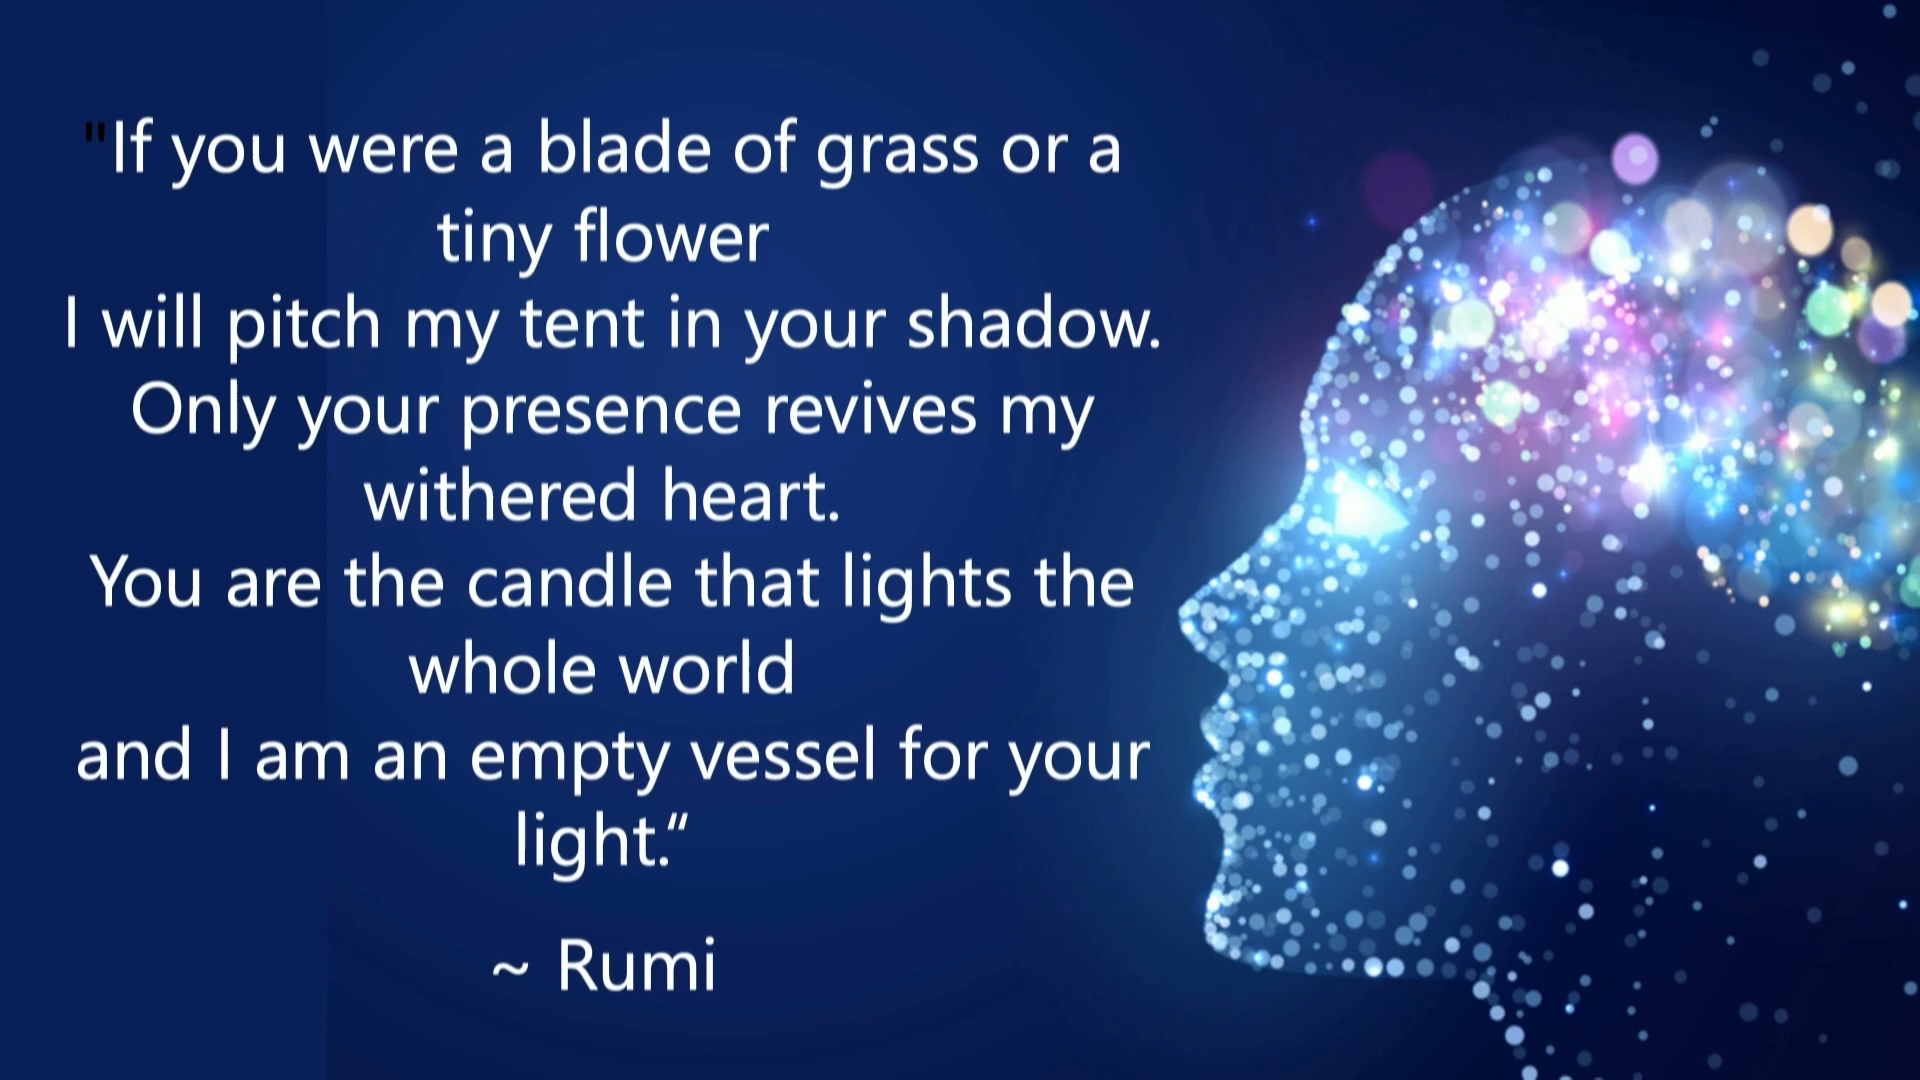 "If you were a blade of grass or a
tiny flower
I will pitch my tent in your shadow.
Only your presence revives my
withered heart.
You are the candle that lights the
whole world
and I am an empty vessel for your
light.“
~ Rumi